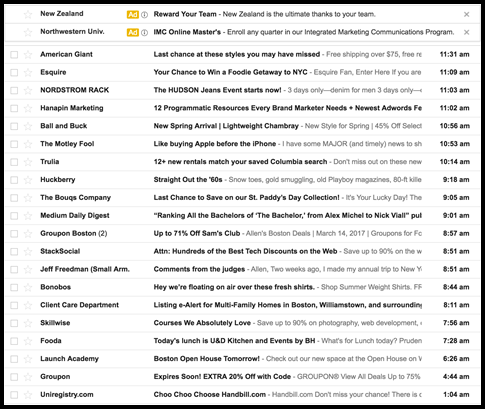 New Zealand Ad Reward Your Team - New Zealand is the ultimate thanks to your team.
Northwestern Univ. Ad IMC Online Master's - Enroll any quarter in our Integrated Marketing Communications Program.
American Giant Last chance at these styles you may have missed - Free shipping over $75, free re 11:31 am
Esquire Your Chance to Win a Foodie Getaway to NYC - Esquire Fan, Enter Here If you are 11:09 am
NORDSTROM RACK The HUDSON Jeans Event starts now! - 3 days only—denim for men 3 days only—d 11:03 am
Hanapin Marketing 12 Programmatic Resources Every Brand Marketer Needs + Newest Adwords Fe 11:02 am
Ball and Buck New Spring Arrival | Lightweight Chambray - New Style for Spring | 45% Off Select 10:56 am
The Motley Fool Like buying Apple before the iPhone - I have some MAJOR (and timely) news to sh 10:53 am
Trulia 12+ new rentals match your saved Columbia search - Don't miss out on these new 10:14 am
Huckberry Straight Out the '60s - Snow toes, gold smuggling, old Playboy magazines, 80-ft kille 9:18 am
The Bouqs Company Last Chance to Save on our St. Paddy's Day Collection! - It's Your Lucky Day! The 9:05 am
Medium Daily Digest “Ranking All the Bachelors of ‘The Bachelor,’ from Alex Michel to Nick Viall” pul 9:01 am
Groupon Boston (2) Up to 71% Off Sam's Club - Allen's Boston Deals | March 14, 2017 | Groupons for Fo 8:57 am
StackSocial Attn: Hundreds of the Best Tech Discounts on the Web - Save up to 90% on the w 8:51 am
Jeff Freedman (Small Arm. Comments from the judges - Allen, Two weeks ago, I made my annual trip to New Y 8:51 am
Bonobos Hey we're floating on air over these fresh shirts. - Shop Summer Weight Shirts. FR 8:44 am
Client Care Department Listing e-Alert for Multi-Family Homes in Boston, Williamstown, and surrounding 8:11 am
Skillwise Courses We Absolutely Love - Save up to 90% on photography, web development, 7:56 am
Fooda Today's lunch is U&D Kitchen and Events by BH - What's for Lunch today? Pruden 7:28 am
Launch Academy Boston Open House Tomorrow! - Check out our new space at the Open House on W 6:26 am
Groupon Expires Soon! EXTRA 20% Off with Code - GROUPON® View All Deals Up to 75% 4:44 am
Uniregistry.com Choo Choo Choose Handbill.com - Handbill.com Don't miss your chance! There is c 1:04 am